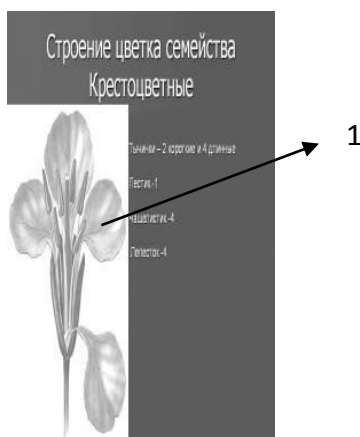 Строение цветка семейства
Крестоцветные
Тычинки – 2 короткие и 4 длинные
Пестик -1
Чашелистик -4
Лепесток -4
1